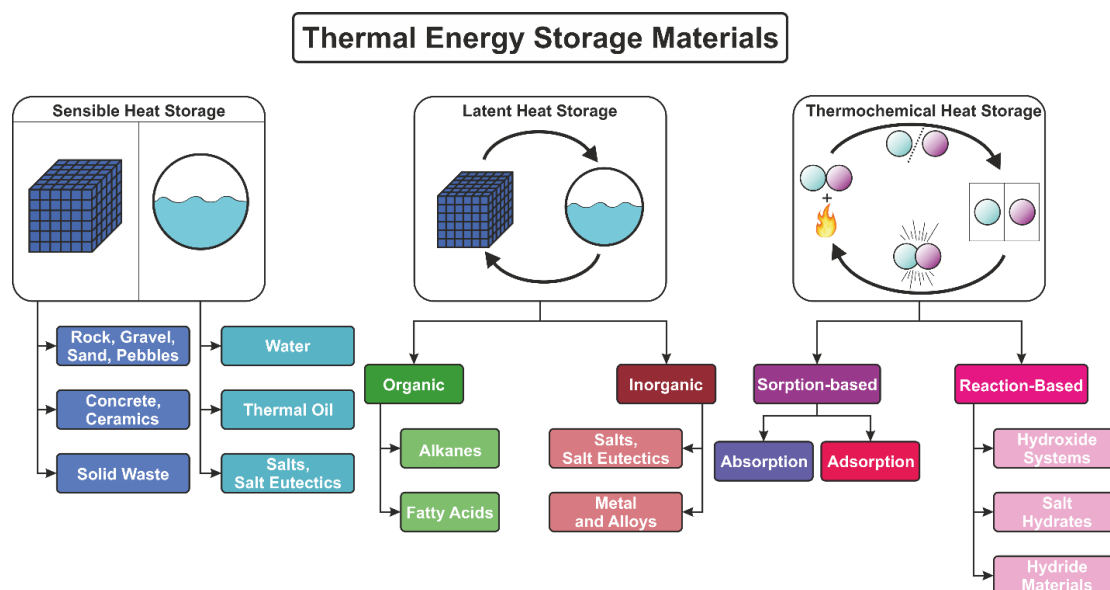 Thermal Energy Storage Materials
Sensible Heat Storage
Latent Heat Storage
Thermochemical Heat Storage
+
Rock, Gravel,
Sand, Pebbles
Concrete,
Ceramics
Solid Waste
Water
Thermal Oil
Salts,
Salt Eutectics
Organic
Alkanes
Fatty Acids
Inorganic
Salts,
Salt Eutectics
Metal
and Alloys
Sorption-based
Absorption
Adsorption
Reaction-Based
Hydroxide
Systems
Salt
Hydrates
Hydride
Materials